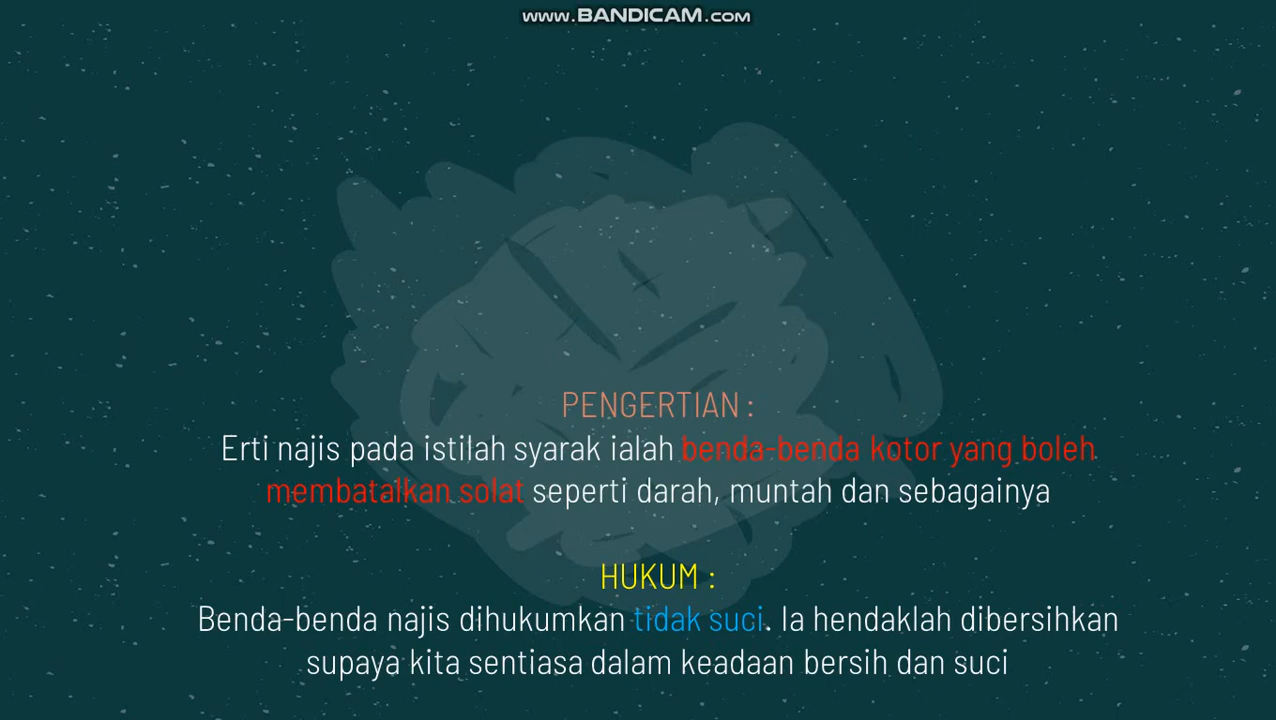 www.BANDICAM.com
PENGERTIAN :
Erti najis pada istilah syarak ialah benda-benda kotor yang boleh
membatalkan solat seperti darah, muntah dan sebagainya
HUKUM :
Benda-benda najis dihukumkan tidak suci. Ia hendaklah dibersihkan
supaya kita sentiasa dalam keadaan bersih dan suci